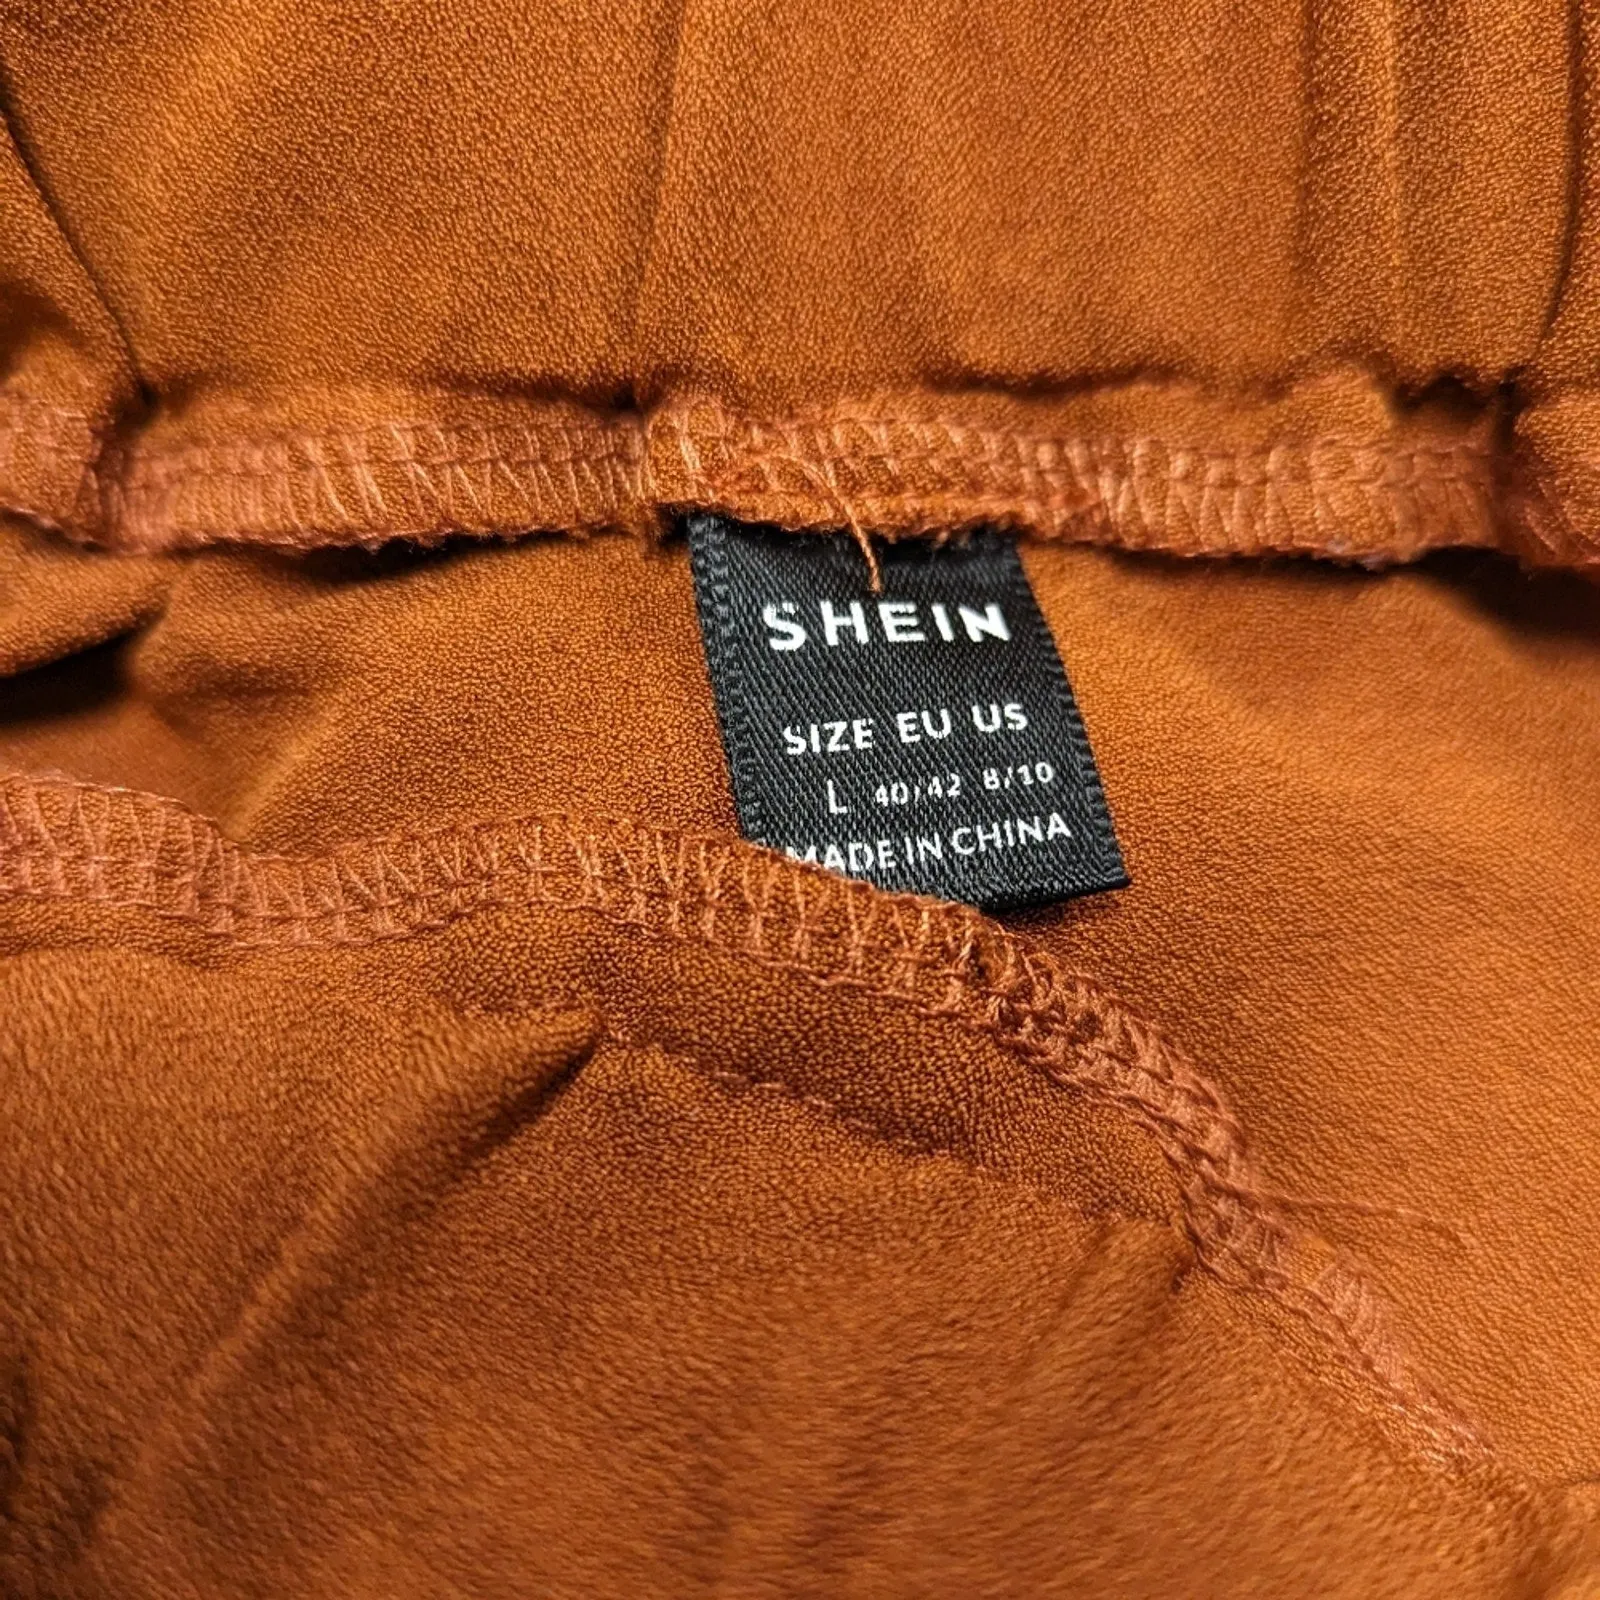 SHEIN
SIZE EU US
L 40/42 8/10
MADE IN CHINA